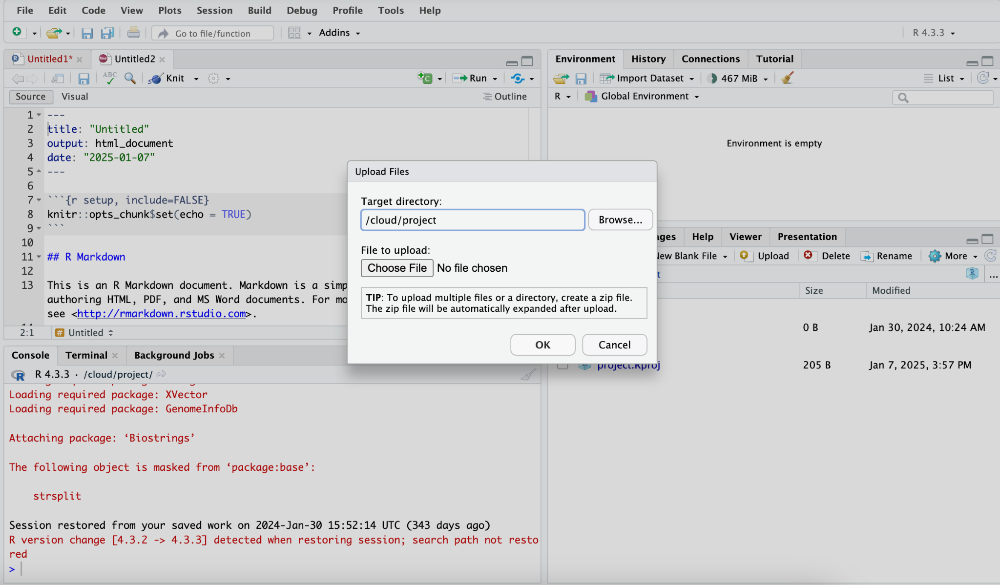 File Edit Code View Plots Session Build Debug Profile Tools Help
Go to file/function Addins R 4.3.3
Untitled1* Untitled2
ABC Knit Run
Source Visual Outline
1 ---
2 title: "Untitled"
3 output: html_document
4 date: "2025-01-07"
5 ---
6
7 ```{r setup, include=FALSE}
8 knitr::opts_chunk$set(echo = TRUE)
9 ```
10
11 ## R Markdown
12
13 This is an R Markdown document. Markdown is a simp
authoring HTML, PDF, and MS Word documents. For mo
see <http://rmarkdown.rstudio.com>.
2:1 # Untitled
Console Terminal Background Jobs
R 4.3.3 · /cloud/project/
Loading required package: XVector
Loading required package: GenomeInfoDb
Attaching package: ‘Biostrings’
The following object is masked from ‘package:base’:
strsplit
Session restored from your saved work on 2024-Jan-30 15:52:14 UTC (343 days ago)
R version change [4.3.2 -> 4.3.3] detected when restoring session; search path not resto
red
>
Environment History Connections Tutorial
Import Dataset 467 MiB List
R Global Environment
Environment is empty
Upload Files
Target directory:
/cloud/project Browse...
File to upload:
Choose File No file chosen
TIP: To upload multiple files or a directory, create a zip file.
The zip file will be automatically expanded after upload.
OK Cancel
ages Help Viewer Presentation
New Blank File Upload Delete Rename More
t R ...
Size Modified
0 B Jan 30, 2024, 10:24 AM
project.Rproj 205 B Jan 7, 2025, 3:57 PM